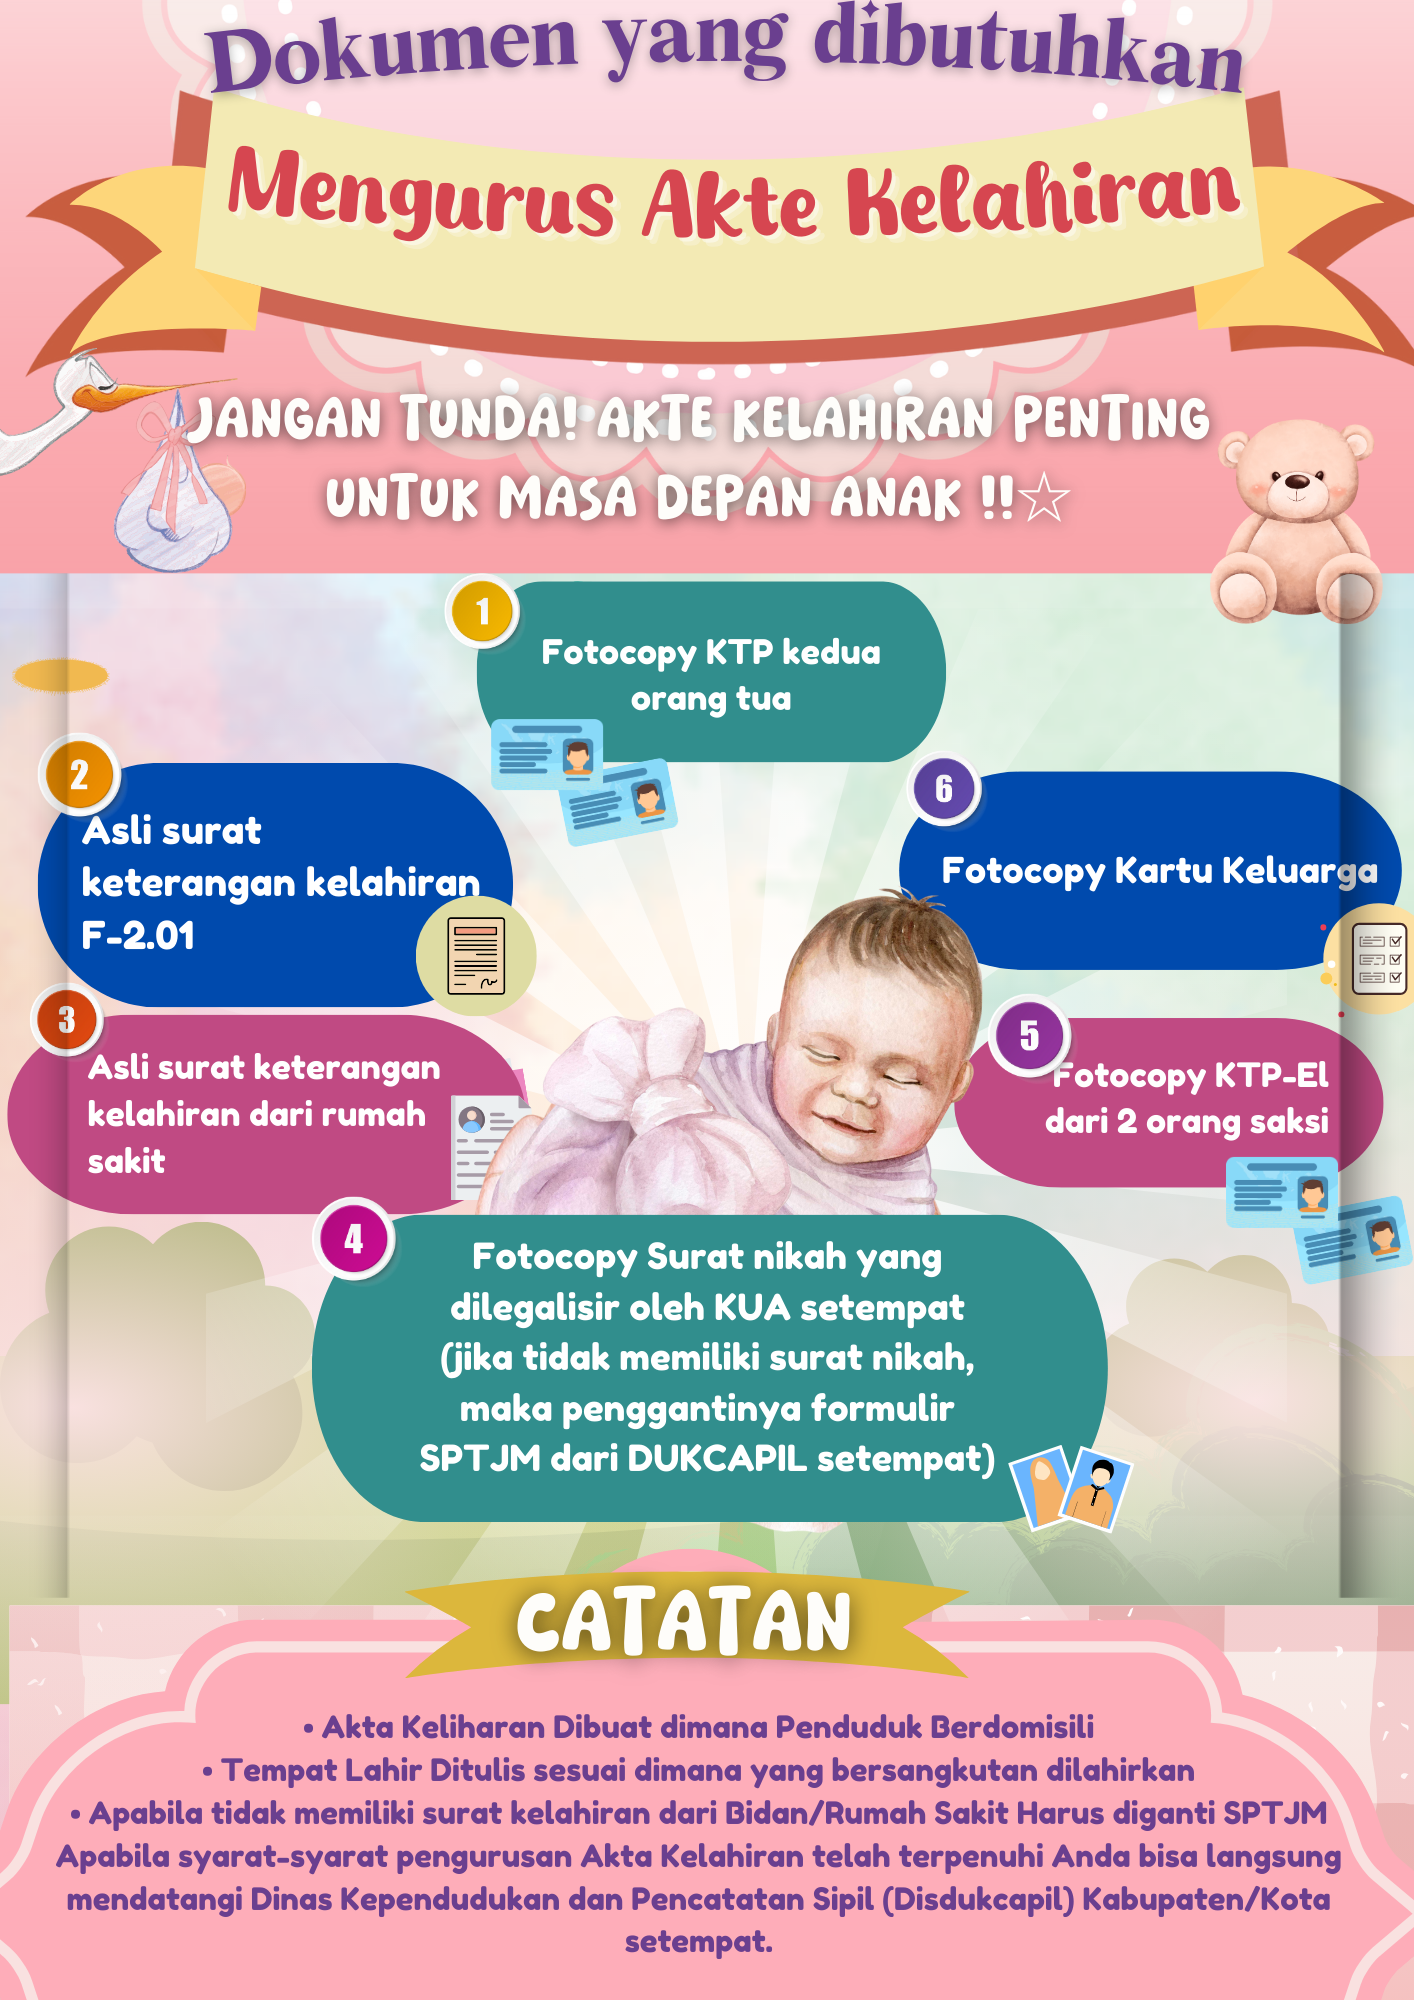 Dokumen yang dibutuhkan
Mengurus Akte Kelahiran
JANGAN TUNDA! AKTE KELAHIRAN PENTING
UNTUK MASA DEPAN ANAK !!☆
1
Fotocopy KTP kedua
orang tua
2
Asli surat
keterangan kelahiran
F-2.01
3
Asli surat keterangan
kelahiran dari rumah
sakit
4
Fotocopy Surat nikah yang
dilegalisir oleh KUA setempat
(jika tidak memiliki surat nikah,
maka penggantinya formulir
SPTJM dari DUKCAPIL setempat)
5
Fotocopy KTP-El
dari 2 orang saksi
6
Fotocopy Kartu Keluarga
CATATAN
• Akta Keliharan Dibuat dimana Penduduk Berdomisili
• Tempat Lahir Ditulis sesuai dimana yang bersangkutan dilahirkan
• Apabila tidak memiliki surat kelahiran dari Bidan/Rumah Sakit Harus diganti SPTJM
Apabila syarat-syarat pengurusan Akta Kelahiran telah terpenuhi Anda bisa langsung
mendatangi Dinas Kependudukan dan Pencatatan Sipil (Disdukcapil) Kabupaten/Kota
setempat.